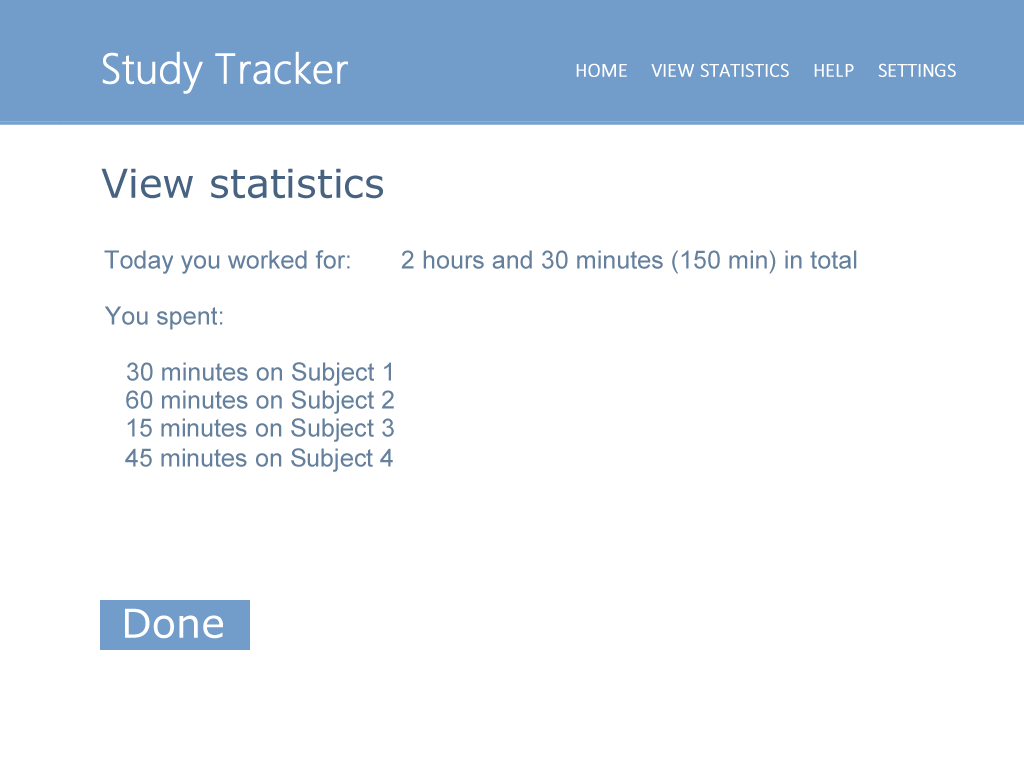 Study Tracker
HOME VIEW STATISTICS HELP SETTINGS
View statistics
Today you worked for: 2 hours and 30 minutes (150 min) in total
You spent:
30 minutes on Subject 1
60 minutes on Subject 2
15 minutes on Subject 3
45 minutes on Subject 4
Done